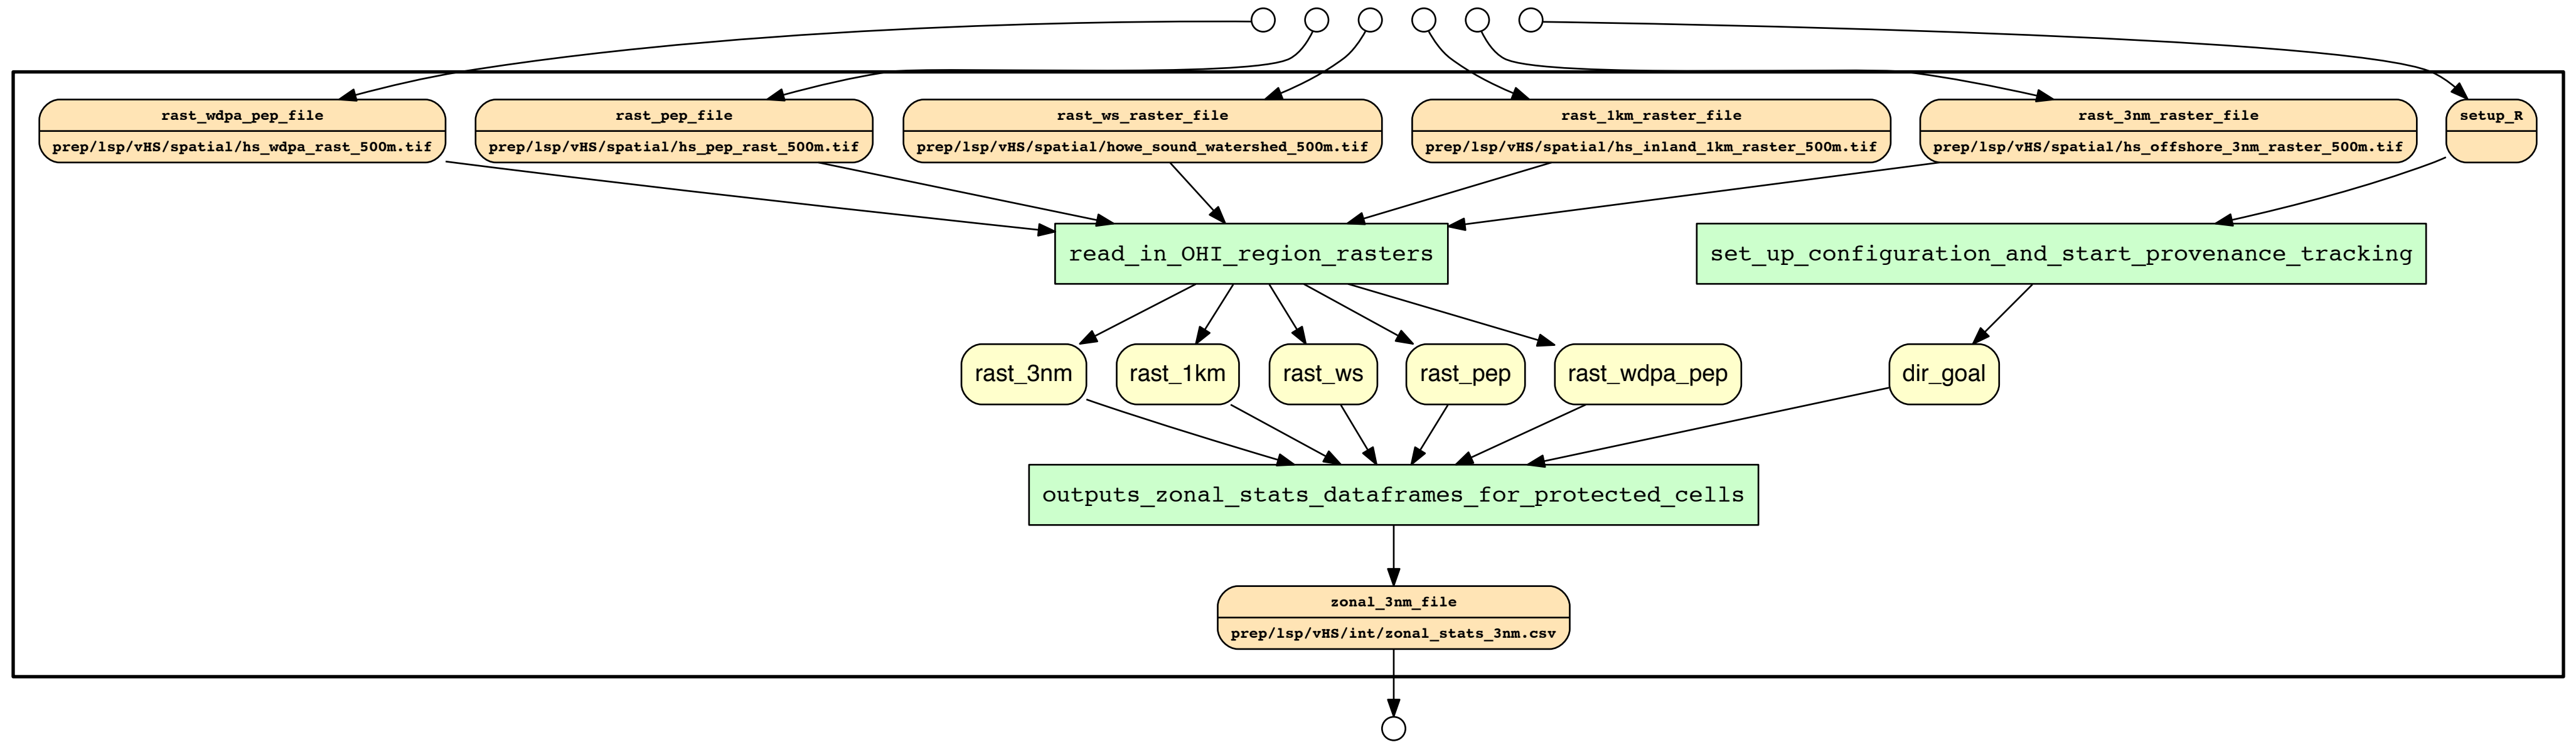 rast_wdpa_pep_file
prep/lsp/vHS/spatial/hs_wdpa_rast_500m.tif
rast_pep_file
prep/lsp/vHS/spatial/hs_pep_rast_500m.tif
rast_ws_raster_file
prep/lsp/vHS/spatial/howe_sound_watershed_500m.tif
rast_1km_raster_file
prep/lsp/vHS/spatial/hs_inland_1km_raster_500m.tif
rast_3nm_raster_file
prep/lsp/vHS/spatial/hs_offshore_3nm_raster_500m.tif
setup_R
read_in_OHI_region_rasters
set_up_configuration_and_start_provenance_tracking
rast_3nm
rast_1km
rast_ws
rast_pep
rast_wdpa_pep
dir_goal
outputs_zonal_stats_dataframes_for_protected_cells
zonal_3nm_file
prep/lsp/vHS/int/zonal_stats_3nm.csv